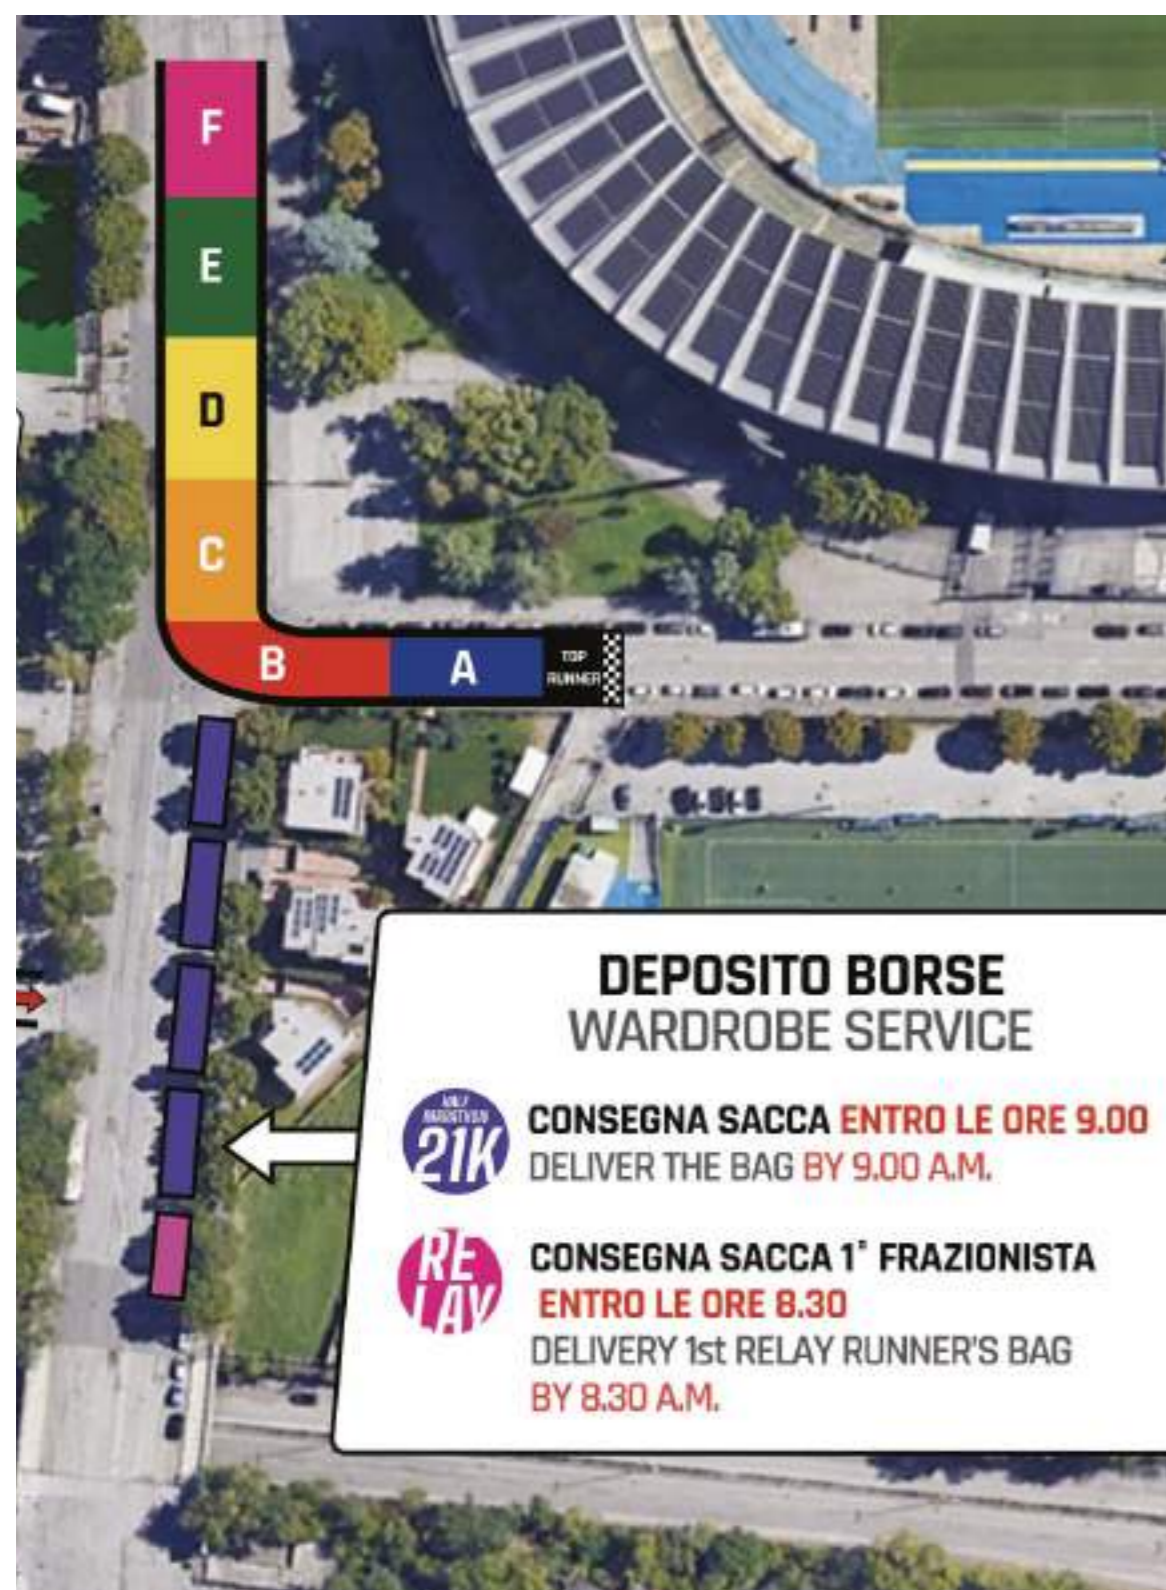 F
E
D
C
B
A
TOP
RUNNER
DEPOSITO BORSE
WARDROBE SERVICE
HALF
MARATHON
21K
CONSEGNA SACCA ENTRO LE ORE 9.00
DELIVER THE BAG BY 9.00 A.M.
RE
LAY
CONSEGNA SACCA 1° FRAZIONISTA
ENTRO LE ORE 8.30
DELIVERY 1st RELAY RUNNER'S BAG
BY 8.30 A.M.